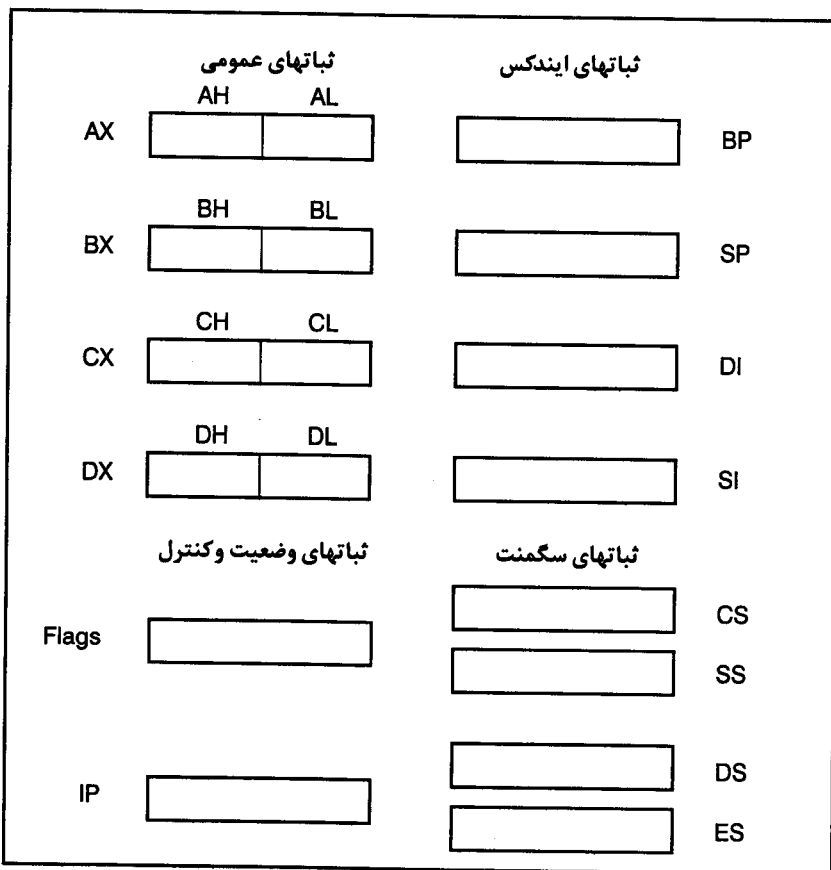 ثباتهای عمومی ثباتهای ایندکس
AH AL
AX BP
BH BL
BX SP
CH CL
CX DI
DH DL
DX SI
ثباتهای وضعیت وکنترل ثباتهای سگمنت
CS
Flags
SS
DS
IP
ES